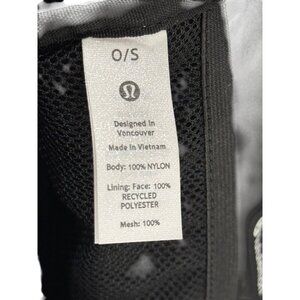 O/S
Designed in
Vancouver
Made in Vietnam
Body: 100% NYLON
Lining: Face: 100%
RECYCLED
POLYESTER
Mesh: 100%